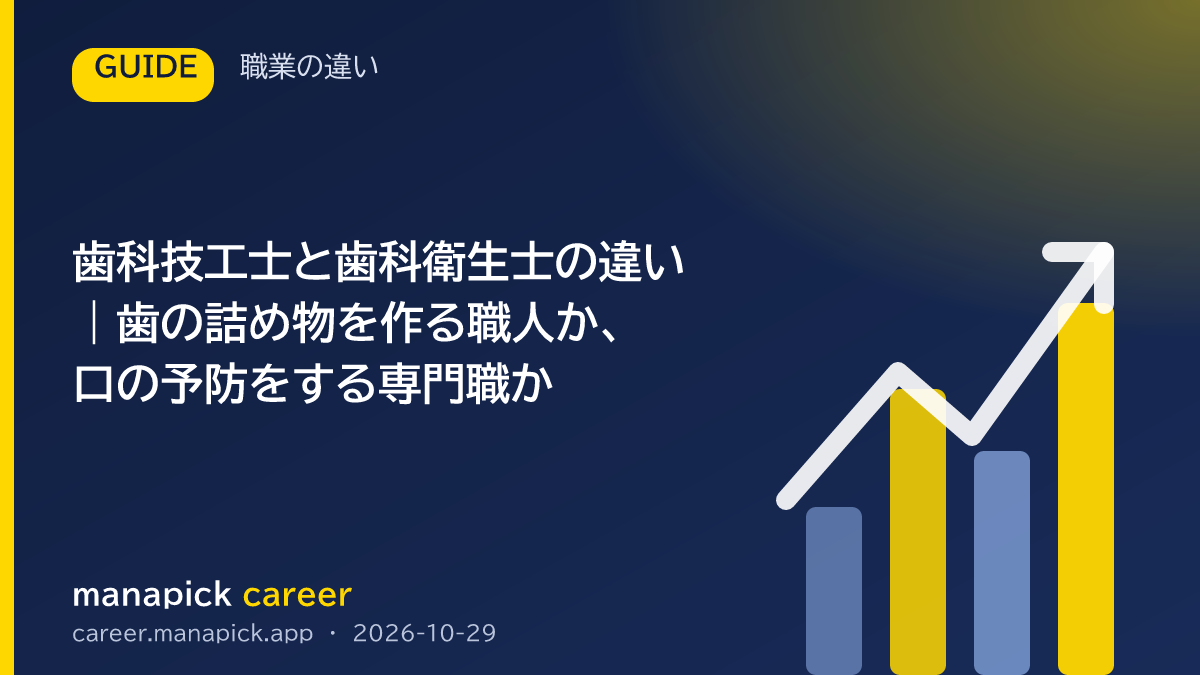 GUIDE 職業の違い
歯科技工士と歯科衛生士の違い
｜歯の詰め物を作る職人か、
口の予防をする専門職か
manapick career
career.manapick.app ・ 2026-10-29